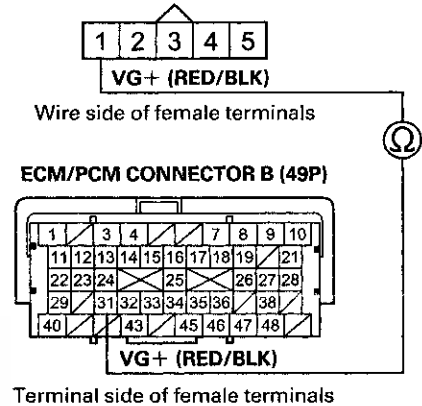 1 2 3 4 5
VG+ (RED/BLK)
Wire side of female terminals
Ω
ECM/PCM CONNECTOR B (49P)
1 3 4 7 8 9 10
11 12 13 14 15 16 17 18 19 21
22 23 24 25 26 27 28
29 31 32 33 34 35 36 38
40 43 45 46 47 48
VG+ (RED/BLK)
Terminal side of female terminals